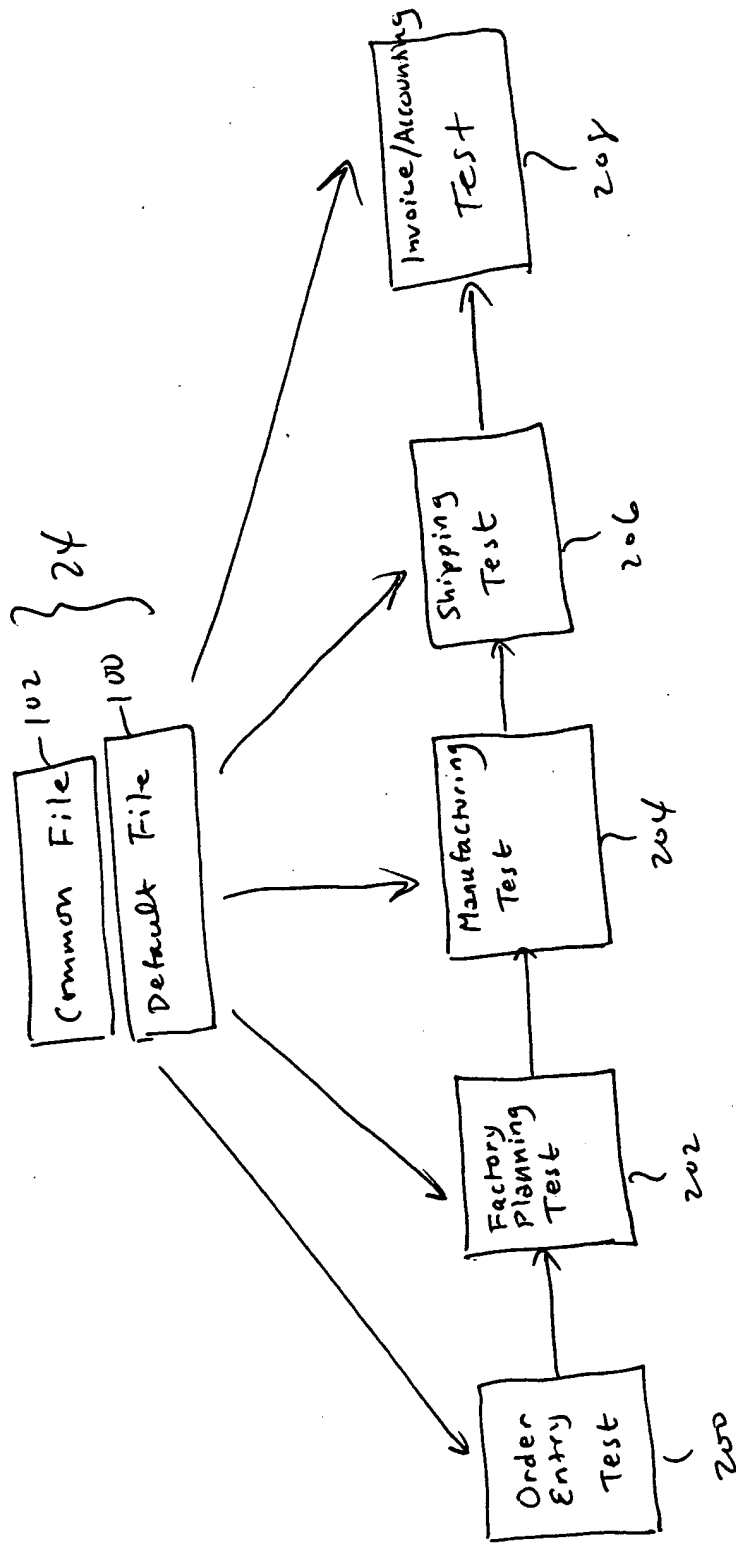 Common File
102
Default File
100
24
Order
Entry
Test
200
Factory
Planning
Test
202
Manufacturing
Test
204
Shipping
Test
206
Invoice/Accounting
Test
208